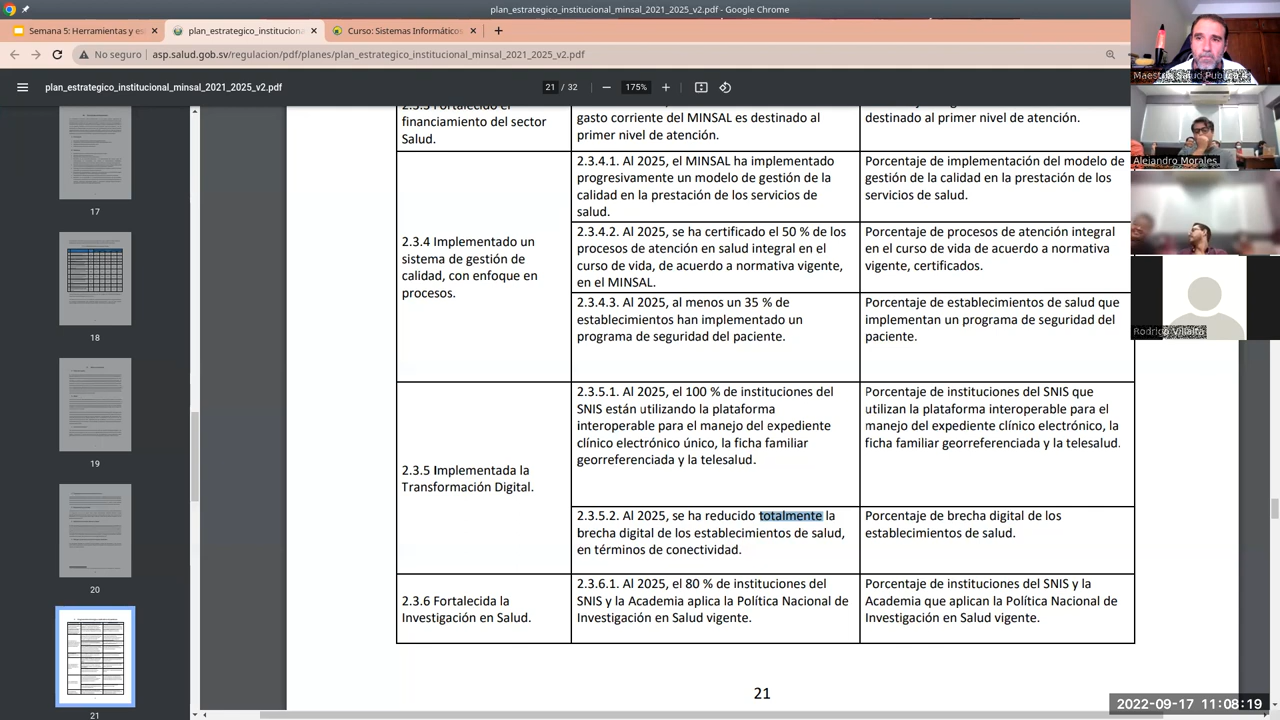 plan_estrategico_institucional_minsal_2021_2025_v2.pdf - Google Chrome
Semana 5: Herramientas y es
plan_estrategico_instituciona
Curso: Sistemas Informáticos
No seguro
asp.salud.gob.sv/regulacion/pdf/planes/plan_estrategico_institucional_minsal_2021_2025_v2.pdf
plan_estrategico_institucional_minsal_2021_2025_v2.pdf
21 / 32
175%
17
18
19
20
21
2.3.3 Fortalecido el
financiamiento del sector
Salud.
gasto corriente del MINSAL es destinado al
primer nivel de atención.
destinado al primer nivel de atención.
2.3.4 Implementado un
sistema de gestión de
calidad, con enfoque en
procesos.
2.3.4.1. Al 2025, el MINSAL ha implementado
progresivamente un modelo de gestión de la
calidad en la prestación de los servicios de
salud.
Porcentaje de implementación del modelo de
gestión de la calidad en la prestación de los
servicios de salud.
2.3.4.2. Al 2025, se ha certificado el 50 % de los
procesos de atención en salud integral en el
curso de vida, de acuerdo a normativa vigente,
en el MINSAL.
Porcentaje de procesos de atención integral
en el curso de vida de acuerdo a normativa
vigente, certificados.
2.3.4.3. Al 2025, al menos un 35 % de
establecimientos han implementado un
programa de seguridad del paciente.
Porcentaje de establecimientos de salud que
implementan un programa de seguridad del
paciente.
2.3.5 Implementada la
Transformación Digital.
2.3.5.1. Al 2025, el 100 % de instituciones del
SNIS están utilizando la plataforma
interoperable para el manejo del expediente
clínico electrónico único, la ficha familiar
georreferenciada y la telesalud.
Porcentaje de instituciones del SNIS que
utilizan la plataforma interoperable para el
manejo del expediente clínico electrónico, la
ficha familiar georreferenciada y la telesalud.
2.3.5.2. Al 2025, se ha reducido totalmente la
brecha digital de los establecimientos de salud,
en términos de conectividad.
Porcentaje de brecha digital de los
establecimientos de salud.
2.3.6 Fortalecida la
Investigación en Salud.
2.3.6.1. Al 2025, el 80 % de instituciones del
SNIS y la Academia aplica la Política Nacional de
Investigación en Salud vigente.
Porcentaje de instituciones del SNIS y la
Academia que aplican la Política Nacional de
Investigación en Salud vigente.
21
Maestría Salud Pública
Alejandro Morales
Rodrigo Villalta
2022-09-17 11:08:19